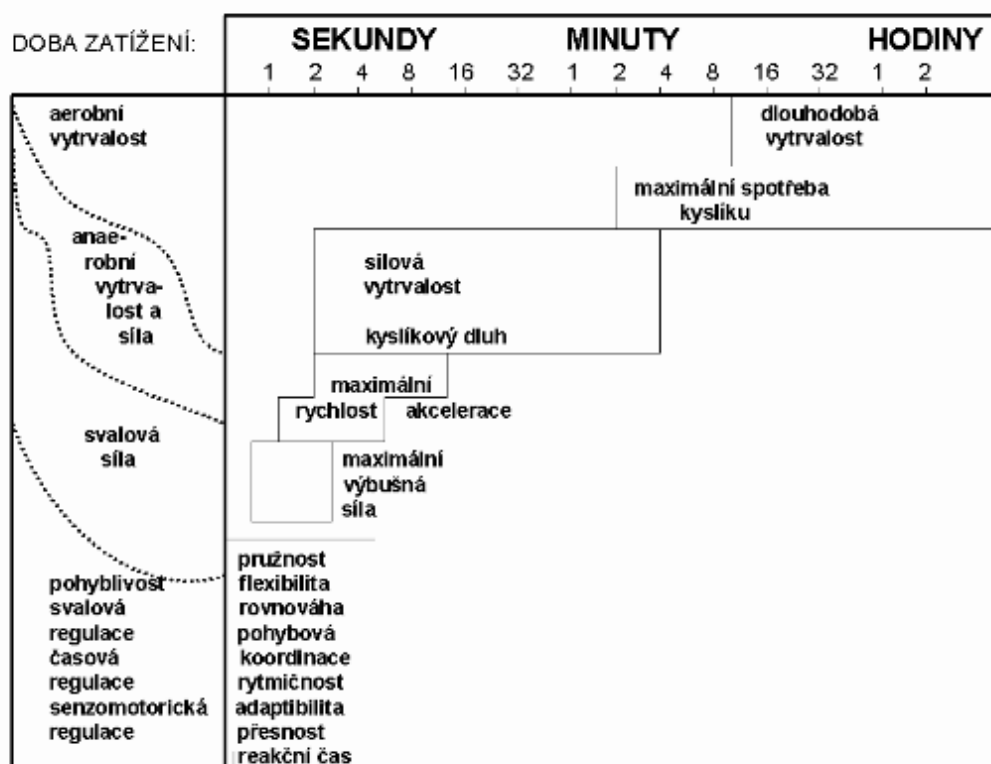 DOBA ZATÍŽENÍ:
SEKUNDY MINUTY HODINY
1 2 4 8 16 32 1 2 4 8 16 32 1 2
aerobní
vytrvalost
dlouhodobá
vytrvalost
maximální spotřeba
kyslíku
anae-
robní
vytrva-
lost a
síla
silová
vytrvalost
kyslíkový dluh
maximální
rychlost akcelerace
svalová
síla
maximální
výbušná
síla
pohyblivost
svalová
regulace
časová
regulace
senzomotorická
regulace
pružnost
flexibilita
rovnováha
pohybová
koordinace
rytmičnost
adaptibilita
přesnost
reakční čas